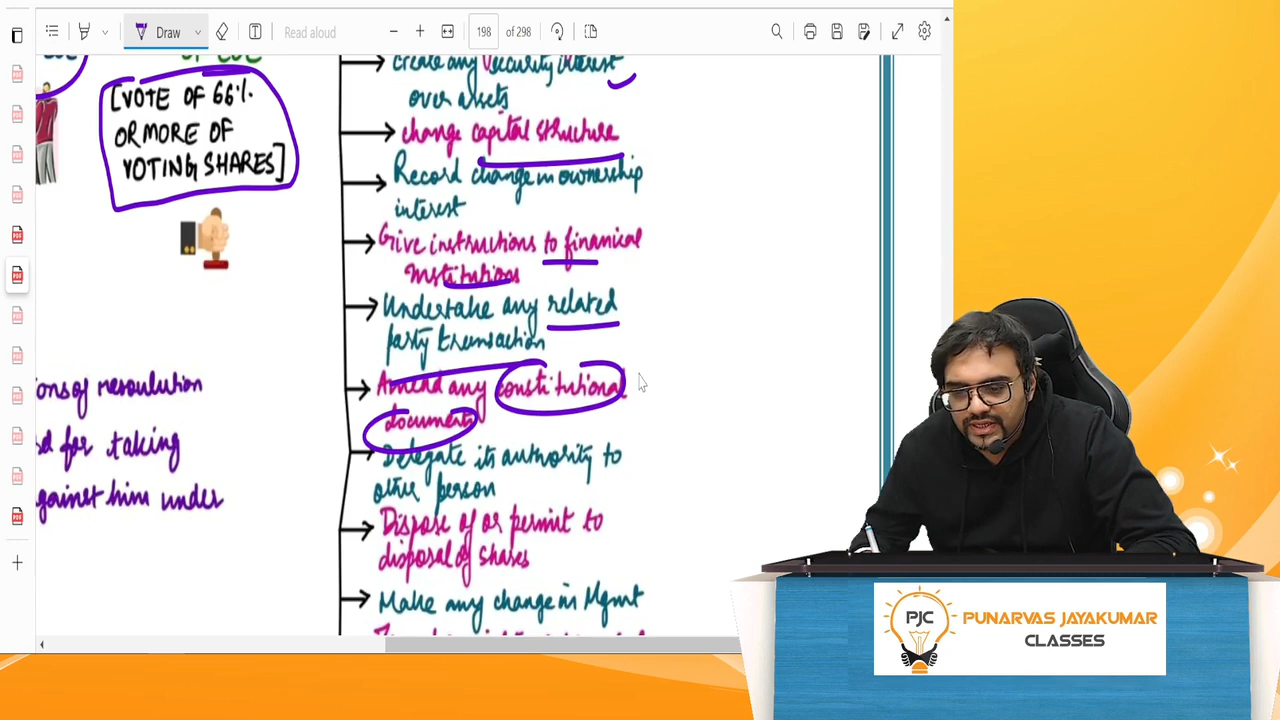 Draw
Read aloud
198 of 298
of COC
[VOTE OF 66%
OR MORE OF
VOTING SHARES]
Create any security interest
over assets
change capital structure
Record change in ownership
interest
Give instructions to financial
Institutions
Undertake any related
party transaction
Amend any constitutional
documents
Delegate its authority to
other person
Dispose of or permit to
disposal of shares
Make any change in Mgmt
ons of resoulution
d for taking
gainst him under
PJC
PUNARVAS JAYAKUMAR
CLASSES